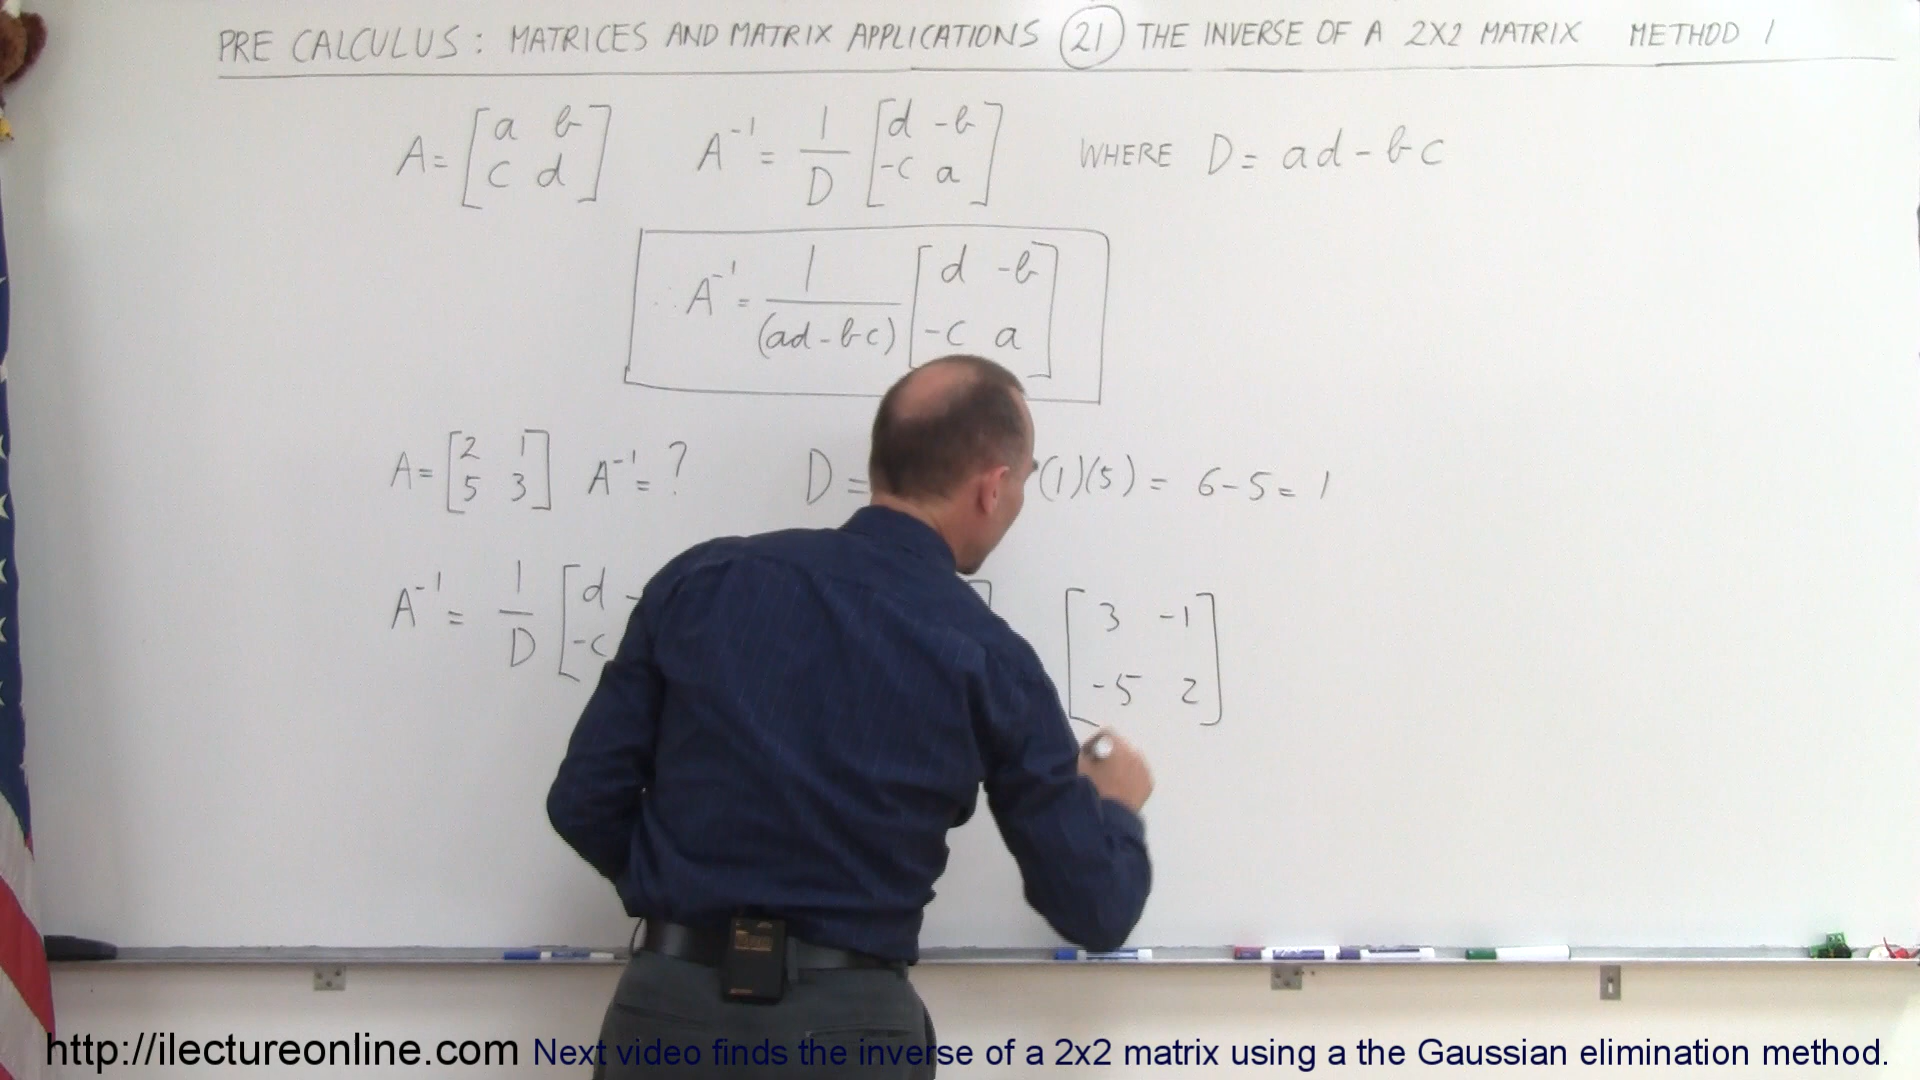 PRE CALCULUS: MATRICES AND MATRIX APPLICATIONS 21 THE INVERSE OF A 2X2 MATRIX METHOD 1
A = [a b; c d] A⁻¹ = 1/D [d -b; -c a] WHERE D = ad - bc
∴ A⁻¹ = 1/(ad - bc) [d -b; -c a]
A = [2 1; 5 3] A⁻¹ = ? D = (1)(5) = 6 - 5 = 1
A⁻¹ = 1/D [d -; -c ] [3 -1; -5 2]
http://ilectureonline.com Next video finds the inverse of a 2x2 matrix using a the Gaussian elimination method.